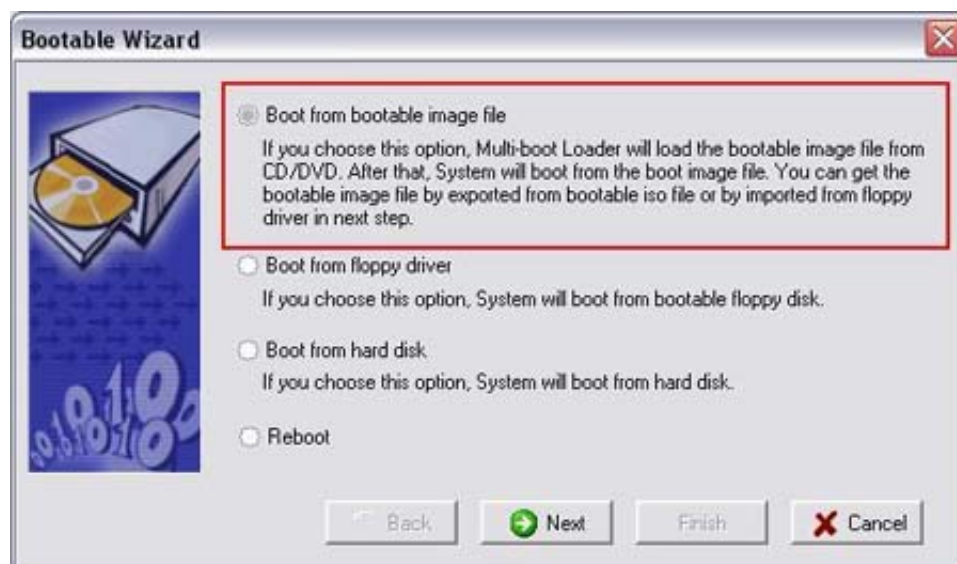 Bootable Wizard
Boot from bootable image file
If you choose this option, Multi-boot Loader will load the bootable image file from
CD/DVD. After that, System will boot from the boot image file. You can get the
bootable image file by exported from bootable iso file or by imported from floppy
driver in next step.
Boot from floppy driver
If you choose this option, System will boot from bootable floppy disk.
Boot from hard disk
If you choose this option, System will boot from hard disk.
Reboot
Back Next Finish Cancel